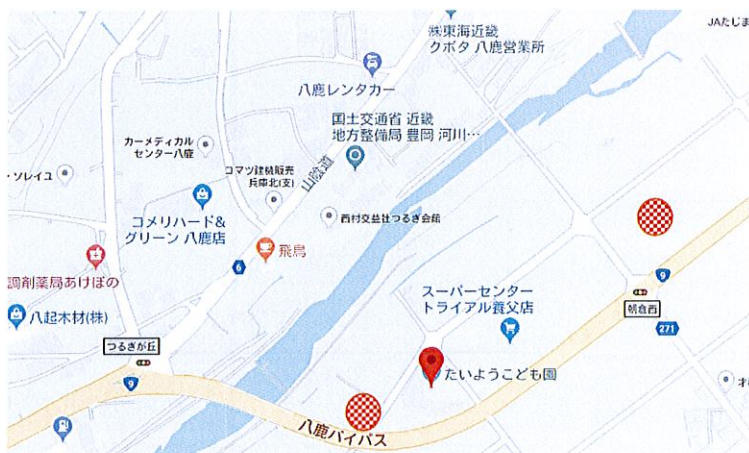 ㈱東海近畿
クボタ 八鹿営業所
JAたじま
八鹿レンタカー
国土交通省 近畿
地方整備局 豊岡 河川…
カーメディカル
センター八鹿
コマツ建機販売
兵庫北(支)
山陰道
・ソレイユ
コメリハード&
グリーン 八鹿店
西村交益社つるぎ会館
飛鳥
6
調剤薬局あけぼの
八起木材(株)
スーパーセンター
トライアル養父店
9
朝倉西
271
つるぎが丘
9
たいようこども園
八鹿バイパス